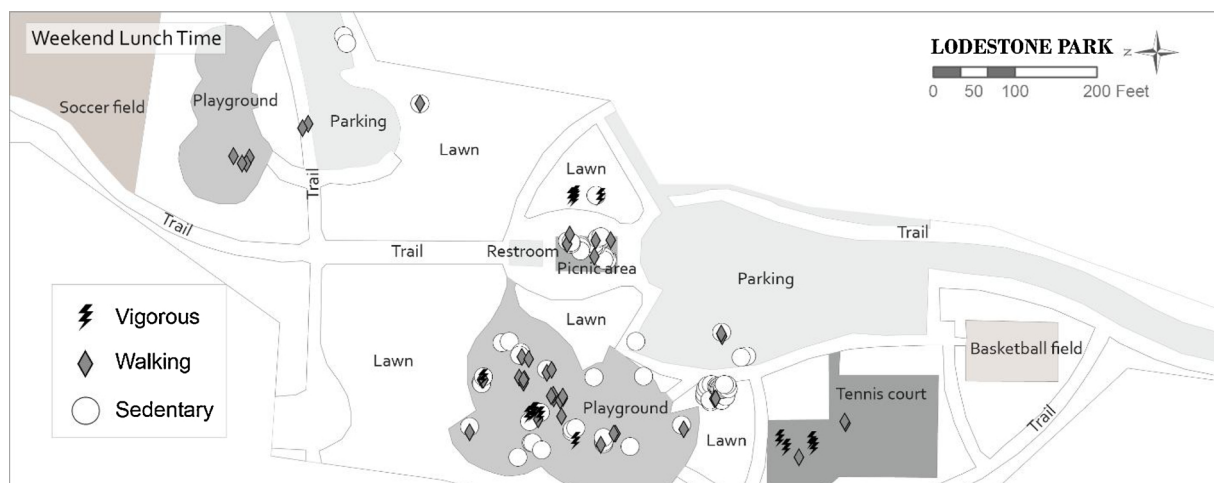 Weekend Lunch Time
LODESTONE PARK
N
0 50 100 200 Feet
Soccer field
Playground
Parking
Lawn
Trail
Lawn
Trail
Trail
Restroom
Picnic area
Trail
Parking
Lawn
Lawn
Basketball field
Playground
Tennis court
Trail
Lawn
Vigorous
Walking
Sedentary